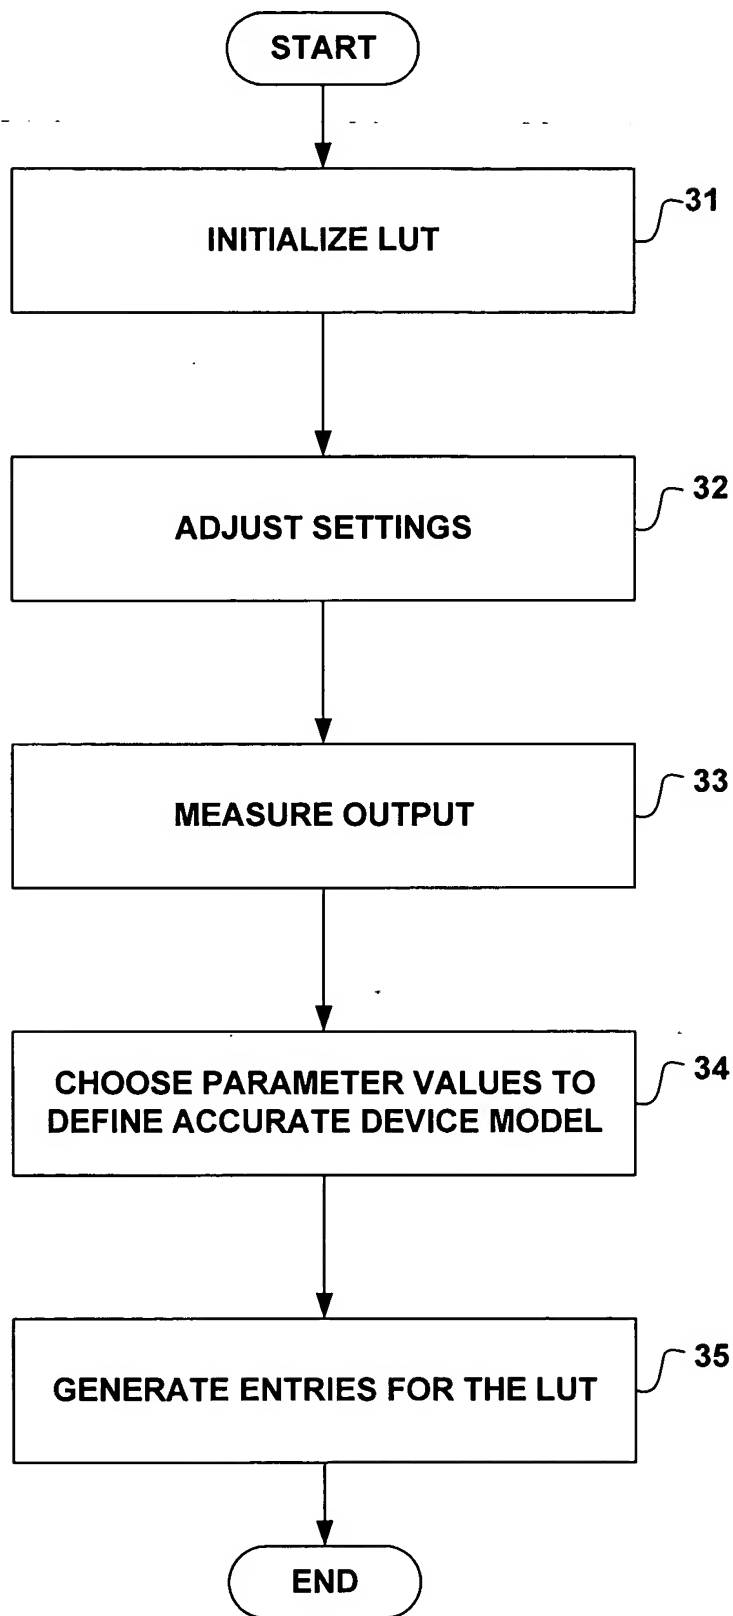 START
INITIALIZE LUT
31
ADJUST SETTINGS
32
MEASURE OUTPUT
33
CHOOSE PARAMETER VALUES TO
DEFINE ACCURATE DEVICE MODEL
34
GENERATE ENTRIES FOR THE LUT
35
END